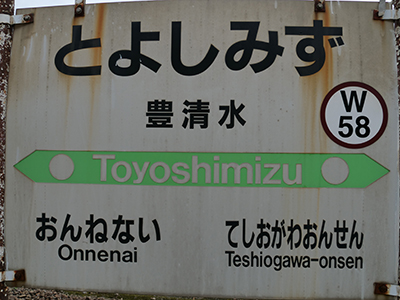 とよしみず
豊清水
W
58
Toyoshimizu
おんねない
Onnenai
てしおがわおんせん
Teshiogawa-onsen